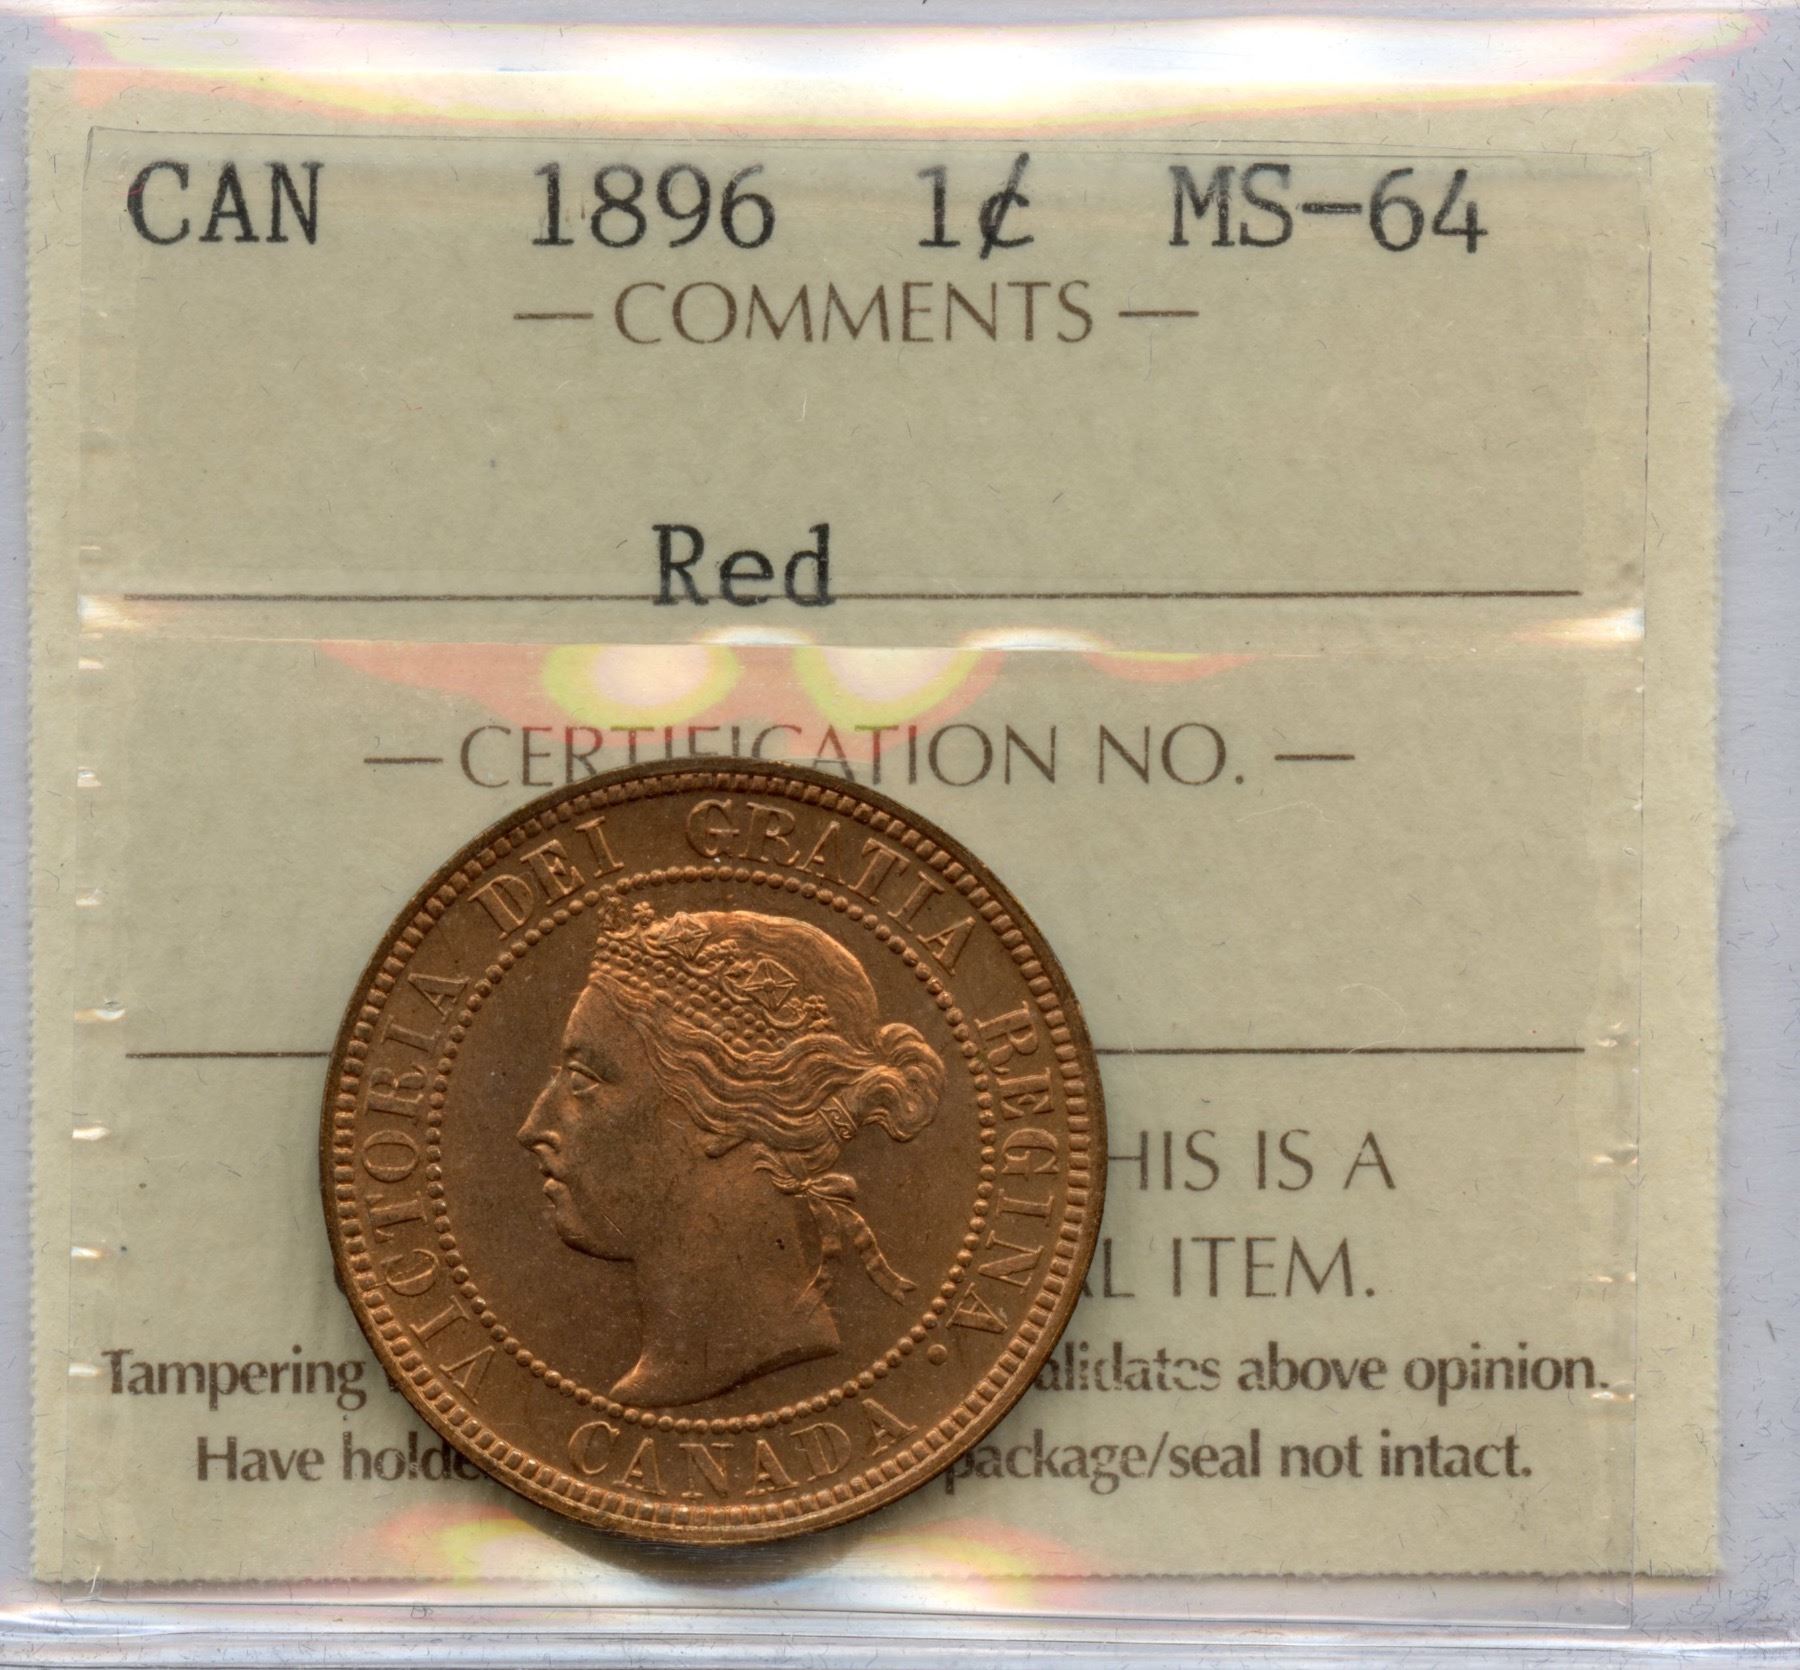 CAN 1896 1¢ MS-64
— COMMENTS —
Red
— CERTIFICATION NO. —
VICTORIA DEI GRATIA REGINA.
CANADA
HIS IS A
L ITEM.
Tampering alidates above opinion.
Have holde package/seal not intact.